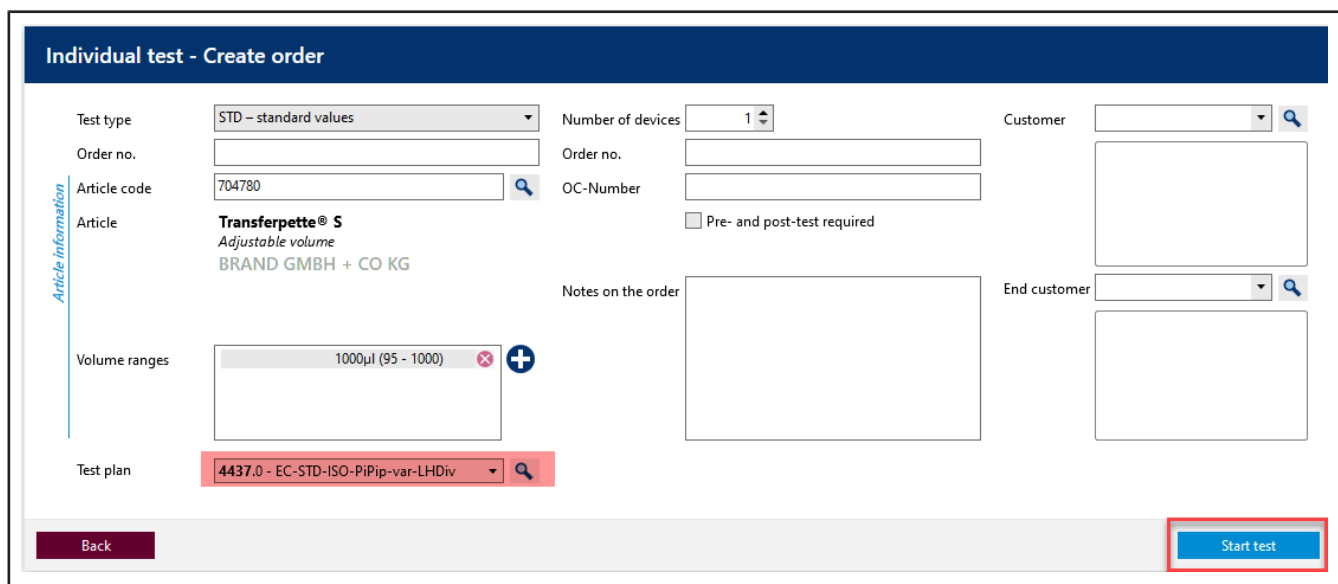 Individual test - Create order
Test type
STD – standard values
Number of devices
1
Customer
Order no.
Order no.
Article information
Article code
704780
OC-Number
Article
Transferpette® S
Pre- and post-test required
Adjustable volume
BRAND GMBH + CO KG
Notes on the order
End customer
Volume ranges
1000µl (95 - 1000)
Test plan
4437.0 - EC-STD-ISO-PiPip-var-LHDiv
Back
Start test